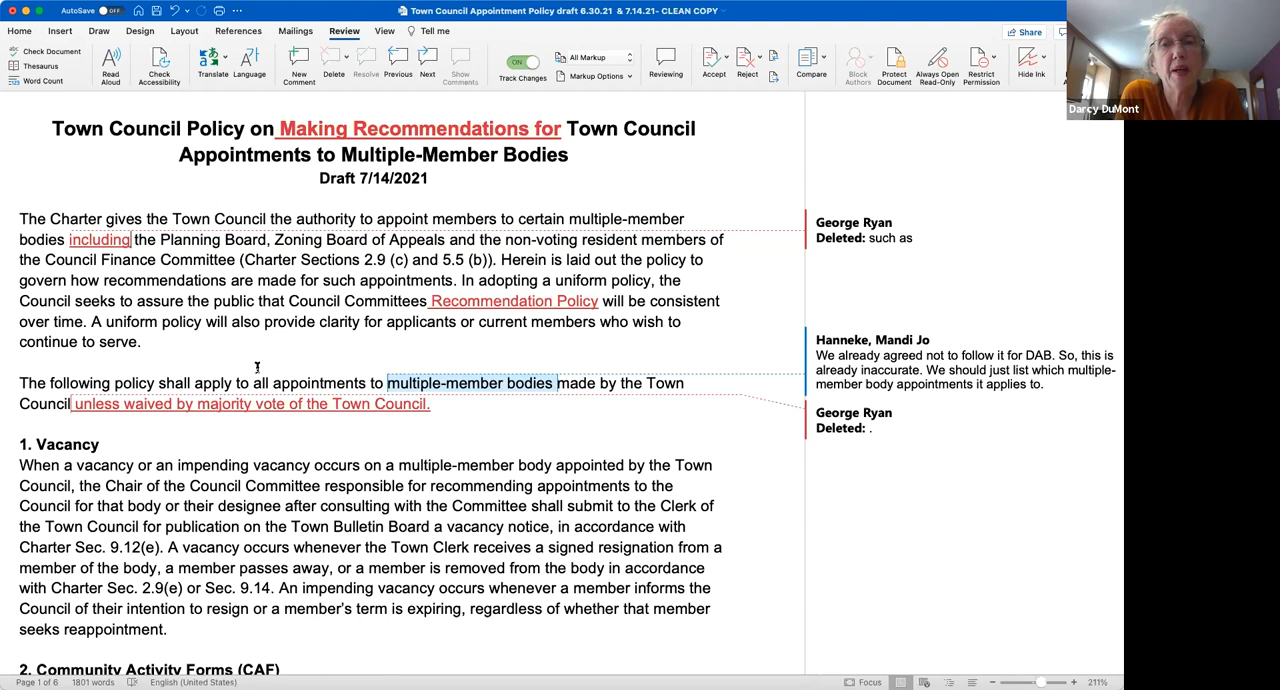 AutoSave OFF
Town Council Appointment Policy draft 6.30.21 & 7.14.21- CLEAN COPY
Home Insert Draw Design Layout References Mailings Review View Tell me
Share
Check Document
Thesaurus
Word Count
Read Aloud
Check Accessibility
Translate
Language
New Comment
Delete
Resolve
Previous
Next
Show Comments
ON
Track Changes
All Markup
Markup Options
Reviewing
Accept
Reject
Compare
Block Authors
Protect Document
Always Open Read-Only
Restrict Permission
Hide Ink
Darcy DuMont
Town Council Policy on Making Recommendations for Town Council
Appointments to Multiple-Member Bodies
Draft 7/14/2021
The Charter gives the Town Council the authority to appoint members to certain multiple-member
bodies including the Planning Board, Zoning Board of Appeals and the non-voting resident members of
the Council Finance Committee (Charter Sections 2.9 (c) and 5.5 (b)). Herein is laid out the policy to
govern how recommendations are made for such appointments. In adopting a uniform policy, the
Council seeks to assure the public that Council Committees Recommendation Policy will be consistent
over time. A uniform policy will also provide clarity for applicants or current members who wish to
continue to serve.
The following policy shall apply to all appointments to multiple-member bodies made by the Town
Council unless waived by majority vote of the Town Council.
1. Vacancy
When a vacancy or an impending vacancy occurs on a multiple-member body appointed by the Town
Council, the Chair of the Council Committee responsible for recommending appointments to the
Council for that body or their designee after consulting with the Committee shall submit to the Clerk of
the Town Council for publication on the Town Bulletin Board a vacancy notice, in accordance with
Charter Sec. 9.12(e). A vacancy occurs whenever the Town Clerk receives a signed resignation from a
member of the body, a member passes away, or a member is removed from the body in accordance
with Charter Sec. 2.9(e) or Sec. 9.14. An impending vacancy occurs whenever a member informs the
Council of their intention to resign or a member's term is expiring, regardless of whether that member
seeks reappointment.
2. Community Activity Forms (CAF)
George Ryan
Deleted: such as
Hanneke, Mandi Jo
We already agreed not to follow it for DAB. So, this is
already inaccurate. We should just list which multiple-
member body appointments it applies to.
George Ryan
Deleted: .
Page 1 of 6 1801 words English (United States)
Focus
211%